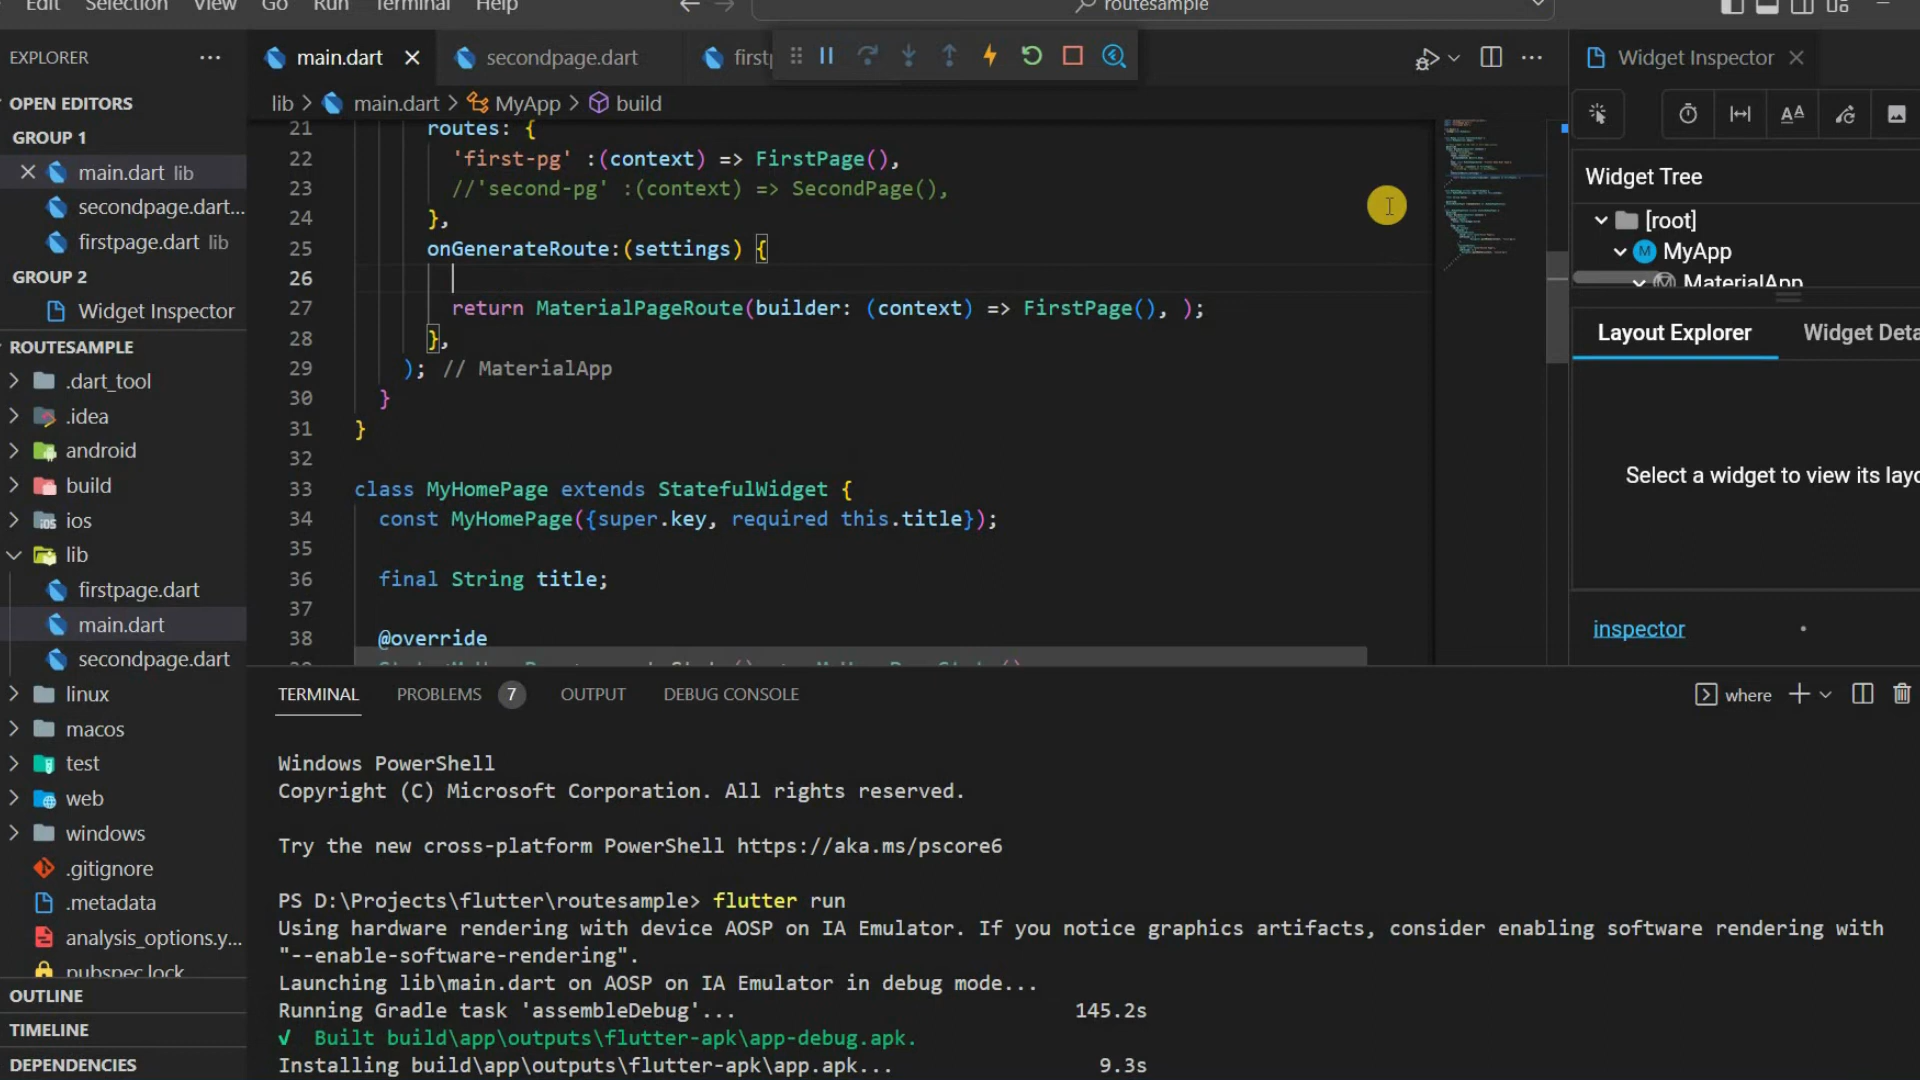 Edit Selection View Go Run Terminal Help
routesample
EXPLORER
main.dart
secondpage.dart
firstp
Widget Inspector
OPEN EDITORS
GROUP 1
main.dart lib
secondpage.dart...
firstpage.dart lib
GROUP 2
Widget Inspector
ROUTESAMPLE
.dart_tool
.idea
android
build
ios
lib
firstpage.dart
main.dart
secondpage.dart
linux
macos
test
web
windows
.gitignore
.metadata
analysis_options.y...
pubspec.lock
OUTLINE
TIMELINE
DEPENDENCIES
lib > main.dart > MyApp > build
21 routes: {
22 'first-pg' :(context) => FirstPage(),
23 //'second-pg' :(context) => SecondPage(),
24 },
25 onGenerateRoute:(settings) {
26
27 return MaterialPageRoute(builder: (context) => FirstPage(), );
28 },
29 ); // MaterialApp
30 }
31 }
32
33 class MyHomePage extends StatefulWidget {
34 const MyHomePage({super.key, required this.title});
35
36 final String title;
37
38 @override
Widget Tree
[root]
MyApp
MaterialApp
Layout Explorer
Widget Deta
Select a widget to view its layo
inspector
TERMINAL PROBLEMS 7 OUTPUT DEBUG CONSOLE
where
Windows PowerShell
Copyright (C) Microsoft Corporation. All rights reserved.
Try the new cross-platform PowerShell https://aka.ms/pscore6
PS D:\Projects\flutter\routesample> flutter run
Using hardware rendering with device AOSP on IA Emulator. If you notice graphics artifacts, consider enabling software rendering with
"--enable-software-rendering".
Launching lib\main.dart on AOSP on IA Emulator in debug mode...
Running Gradle task 'assembleDebug'... 145.2s
√ Built build\app\outputs\flutter-apk\app-debug.apk.
Installing build\app\outputs\flutter-apk\app.apk... 9.3s